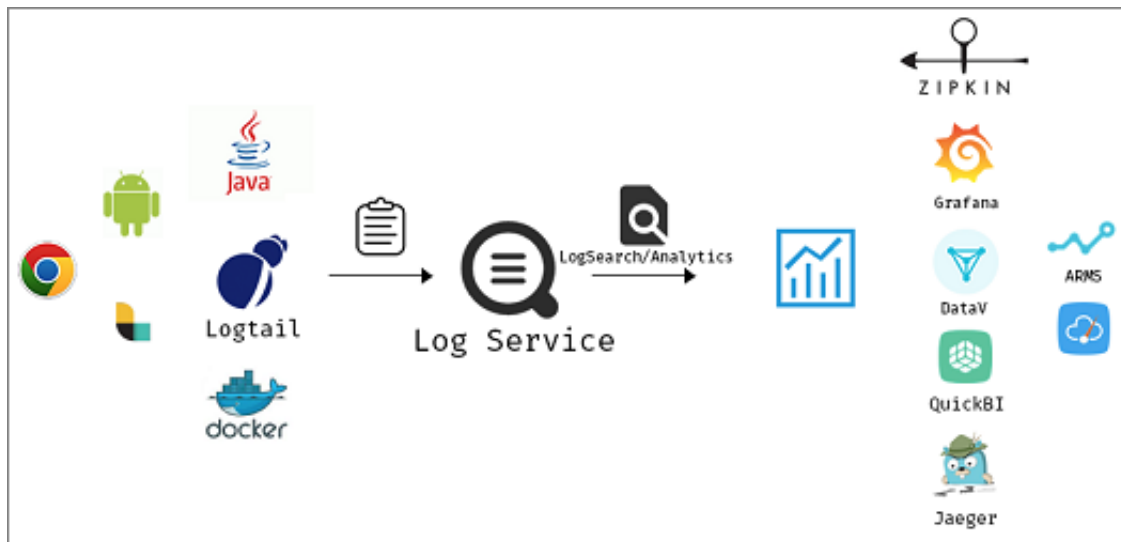 ZIPKIN
Java
Grafana
LogSearch/Analytics
ARMS
DataV
Logtail
Log Service
QuickBI
docker
Jaeger